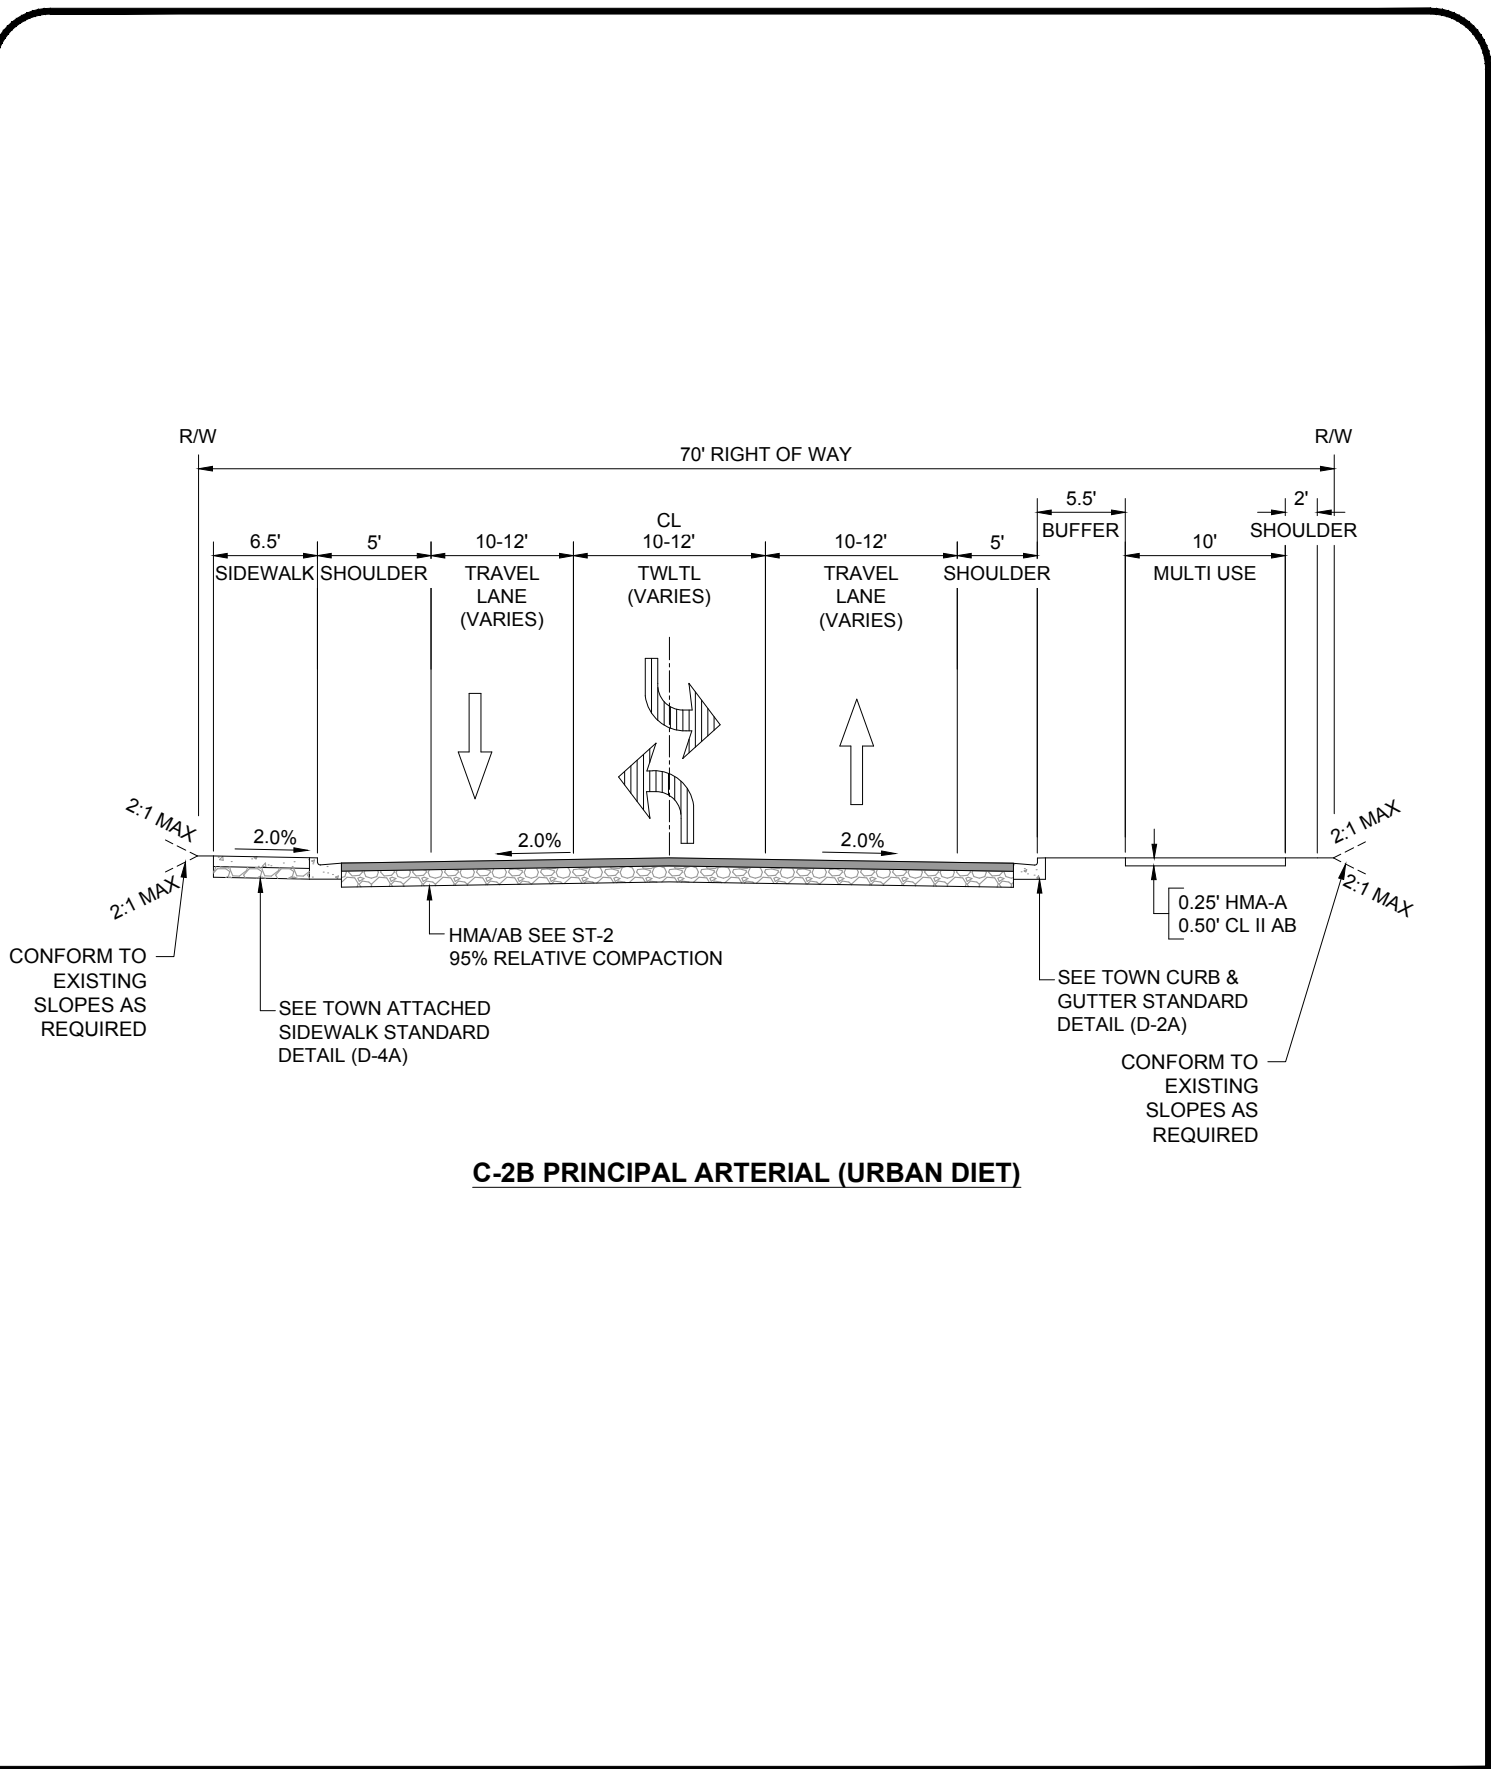 R/W
R/W
70' RIGHT OF WAY
5.5'
2'
BUFFER
SHOULDER
CL
6.5'
5'
10-12'
10-12'
10-12'
5'
10'
SIDEWALK
SHOULDER
TRAVEL
LANE
(VARIES)
TWLTL
(VARIES)
TRAVEL
LANE
(VARIES)
SHOULDER
MULTI USE
2:1 MAX
2.0%
2.0%
2.0%
2:1 MAX
2:1 MAX
2:1 MAX
0.25' HMA-A
0.50' CL II AB
HMA/AB SEE ST-2
95% RELATIVE COMPACTION
CONFORM TO
EXISTING
SLOPES AS
REQUIRED
SEE TOWN ATTACHED
SIDEWALK STANDARD
DETAIL (D-4A)
SEE TOWN CURB &
GUTTER STANDARD
DETAIL (D-2A)
CONFORM TO
EXISTING
SLOPES AS
REQUIRED
C-2B PRINCIPAL ARTERIAL (URBAN DIET)